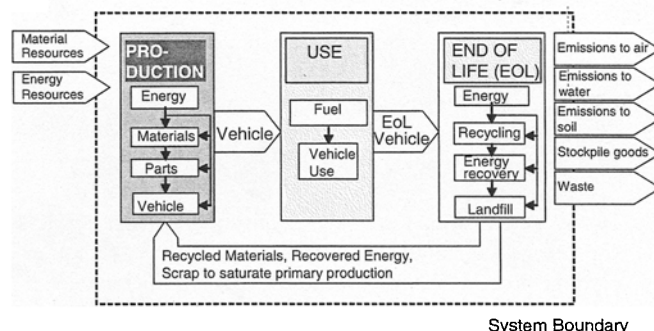 Material
Resources
Energy
Resources
PRO-
DUCTION
Energy
Materials
Parts
Vehicle
Vehicle
USE
Fuel
Vehicle
Use
EoL
Vehicle
END OF
LIFE (EOL)
Energy
Recycling
Energy
recovery
Landfill
Emissions to air
Emissions to
water
Emissions to
soil
Stockpile goods
Waste
Recycled Materials, Recovered Energy,
Scrap to saturate primary production
System Boundary